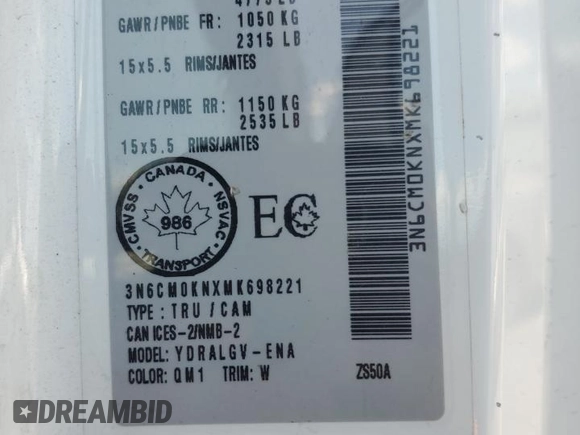 GAWR/PNBE FR: 1050 KG
2315 LB
15x5.5 RIMS/JANTES
GAWR/PNBE RR: 1150 KG
2535 LB
15x5.5 RIMS/JANTES
CANADA
CMVSS NSVAC
986
TRANSPORT
EC
3N6CM0KNXMK698221
TYPE: TRU/CAM
CAN ICES-2/NMB-2
MODEL: YDRALGV-ENA
COLOR: QM1 TRIM: W ZS50A
3N6CM0KNXMK698221
DREAMBID